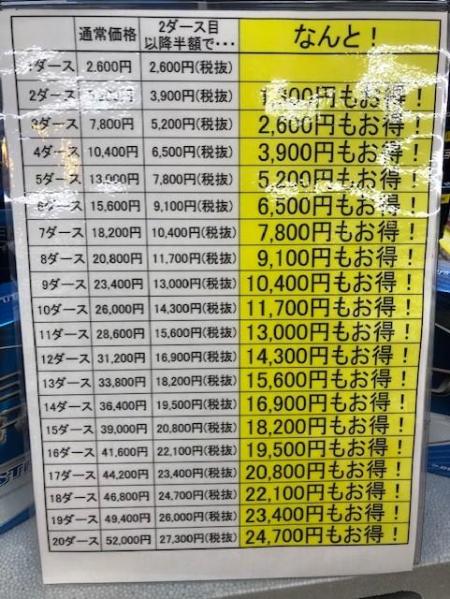 通常価格 2ダース目以降半額で・・・ なんと！
1ダース 2.600円 2,600円(税抜)
2ダース 3,900円(税抜) 1,300円もお得！
3ダース 7,800円 5,200円(税抜) 2,600円もお得！
4ダース 10,400円 6,500円(税抜) 3,900円もお得！
5ダース 13,000円 7,800円(税抜) 5,200円もお得！
6ダース 15,600円 9,100円(税抜) 6,500円もお得！
7ダース 18,200円 10,400円(税抜) 7,800円もお得！
8ダース 20,800円 11,700円(税抜) 9,100円もお得！
9ダース 23,400円 13,000円(税抜) 10,400円もお得！
10ダース 26,000円 14,300円(税抜) 11,700円もお得！
11ダース 28,600円 15,600円(税抜) 13,000円もお得！
12ダース 31,200円 16,900円(税抜) 14,300円もお得！
13ダース 33,800円 18,200円(税抜) 15,600円もお得！
14ダース 36,400円 19,500円(税抜) 16,900円もお得！
15ダース 39,000円 20,800円(税抜) 18,200円もお得！
16ダース 41,600円 22,100円(税抜) 19,500円もお得！
17ダース 44,200円 23,400円(税抜) 20,800円もお得！
18ダース 46,800円 24,700円(税抜) 22,100円もお得！
19ダース 49,400円 26,000円(税抜) 23,400円もお得！
20ダース 52,000円 27,300円(税抜) 24,700円もお得！